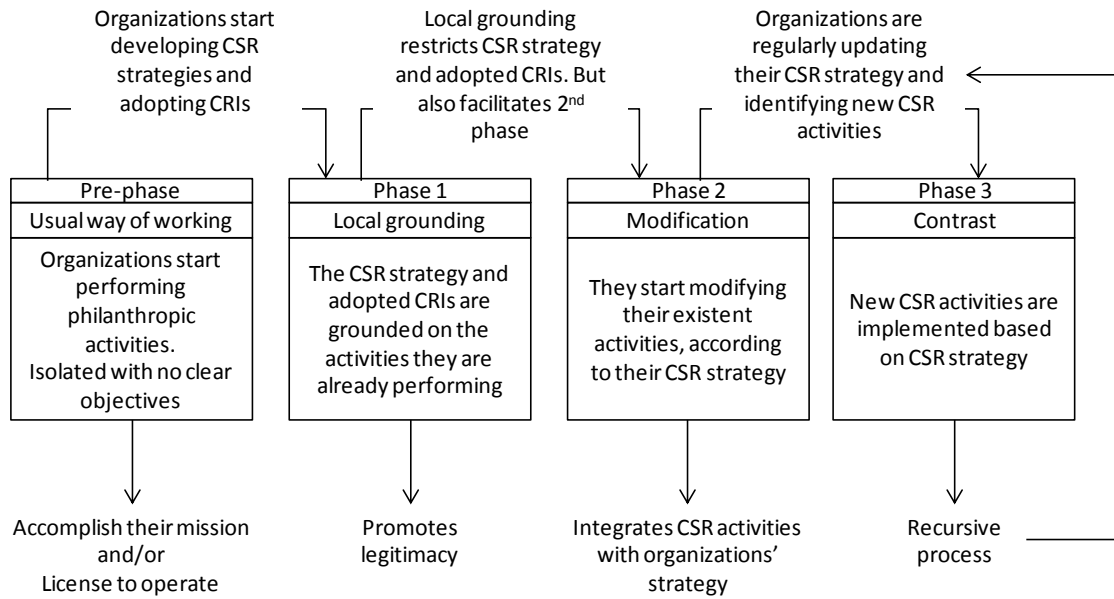 Organizations start
developing CSR
strategies and
adopting CRIs
Local grounding
restricts CSR strategy
and adopted CRIs. But
also facilitates 2nd
phase
Organizations are
regularly updating
their CSR strategy and
identifying new CSR
activities
Pre-phase
Usual way of working
Organizations start
performing
philanthropic
activities.
Isolated with no clear
objectives
Phase 1
Local grounding
The CSR strategy and
adopted CRIs are
grounded on the
activities they are
already performing
Phase 2
Modification
They start modifying
their existent
activities, according
to their CSR strategy
Phase 3
Contrast
New CSR activities are
implemented based
on CSR strategy
Accomplish their mission
and/or
License to operate
Promotes
legitimacy
Integrates CSR activities
with organizations’
strategy
Recursive
process